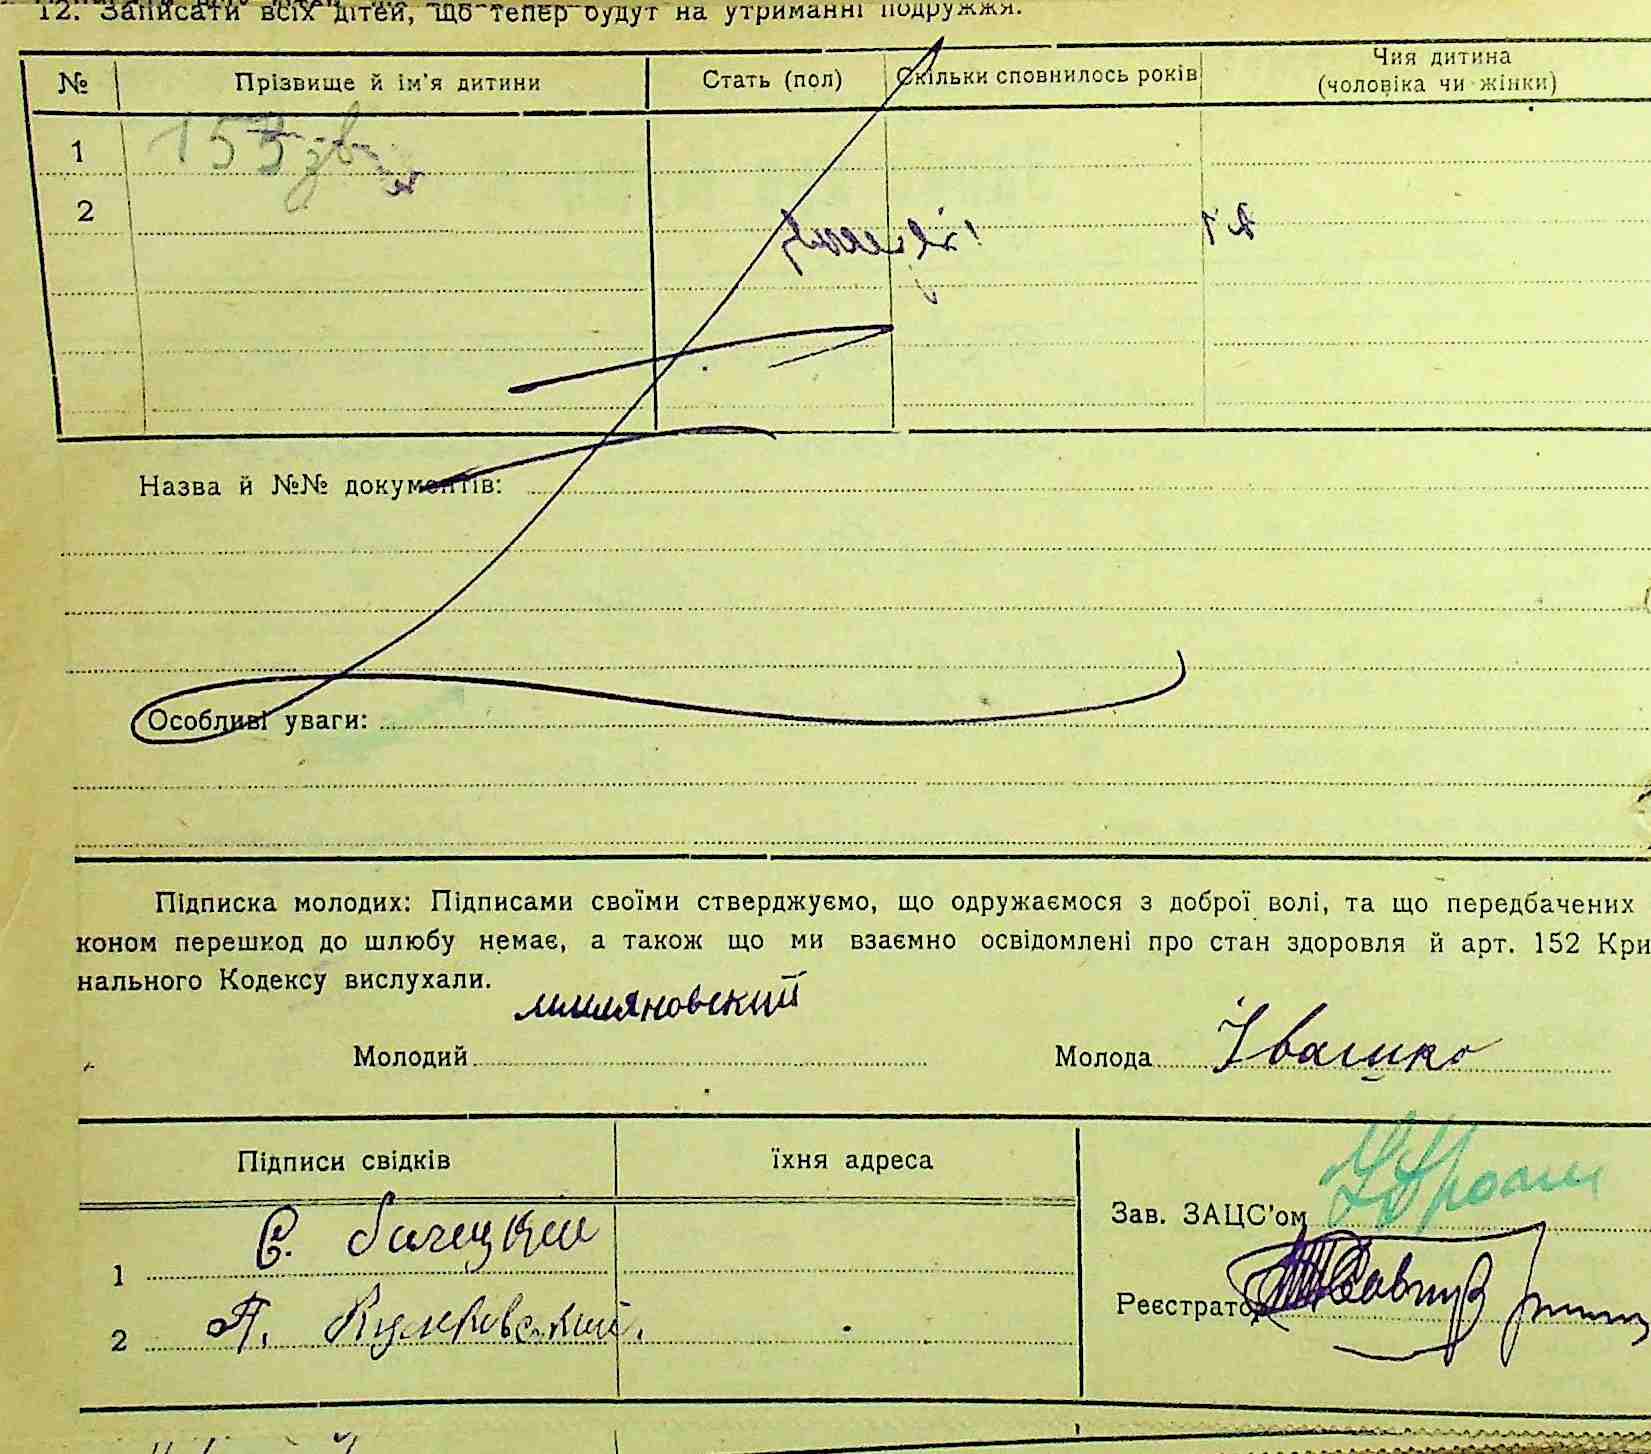 12. Записати всіх дітей, що тепер будут на утриманні подружжя.
№ Прізвище й ім'я дитини Стать (пол) Скільки сповнилось років Чия дитина (чоловіка чи жінки)
1 153
2
Назва й №№ документів:
Особливі уваги:
Підписка молодих: Підписами своїми стверджуємо, що одружаємося з доброї волі, та що передбачених
коном перешкод до шлюбу немає, а також що ми взаємно освідомлені про стан здоровля й арт. 152 Кри
нального Кодексу вислухали.
Молодий Молода Івашко
Підписи свідків їхня адреса
Зав. ЗАЦС'ом
1 С.
Реєстратор
2 П.